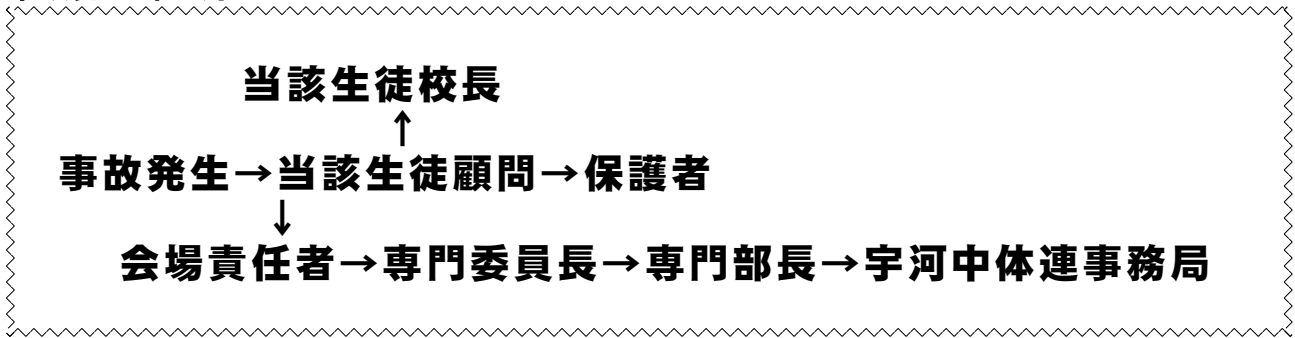 当該生徒校長
↑
事故発生→当該生徒顧問→保護者
↓
会場責任者→専門委員長→専門部長→宇河中体連事務局